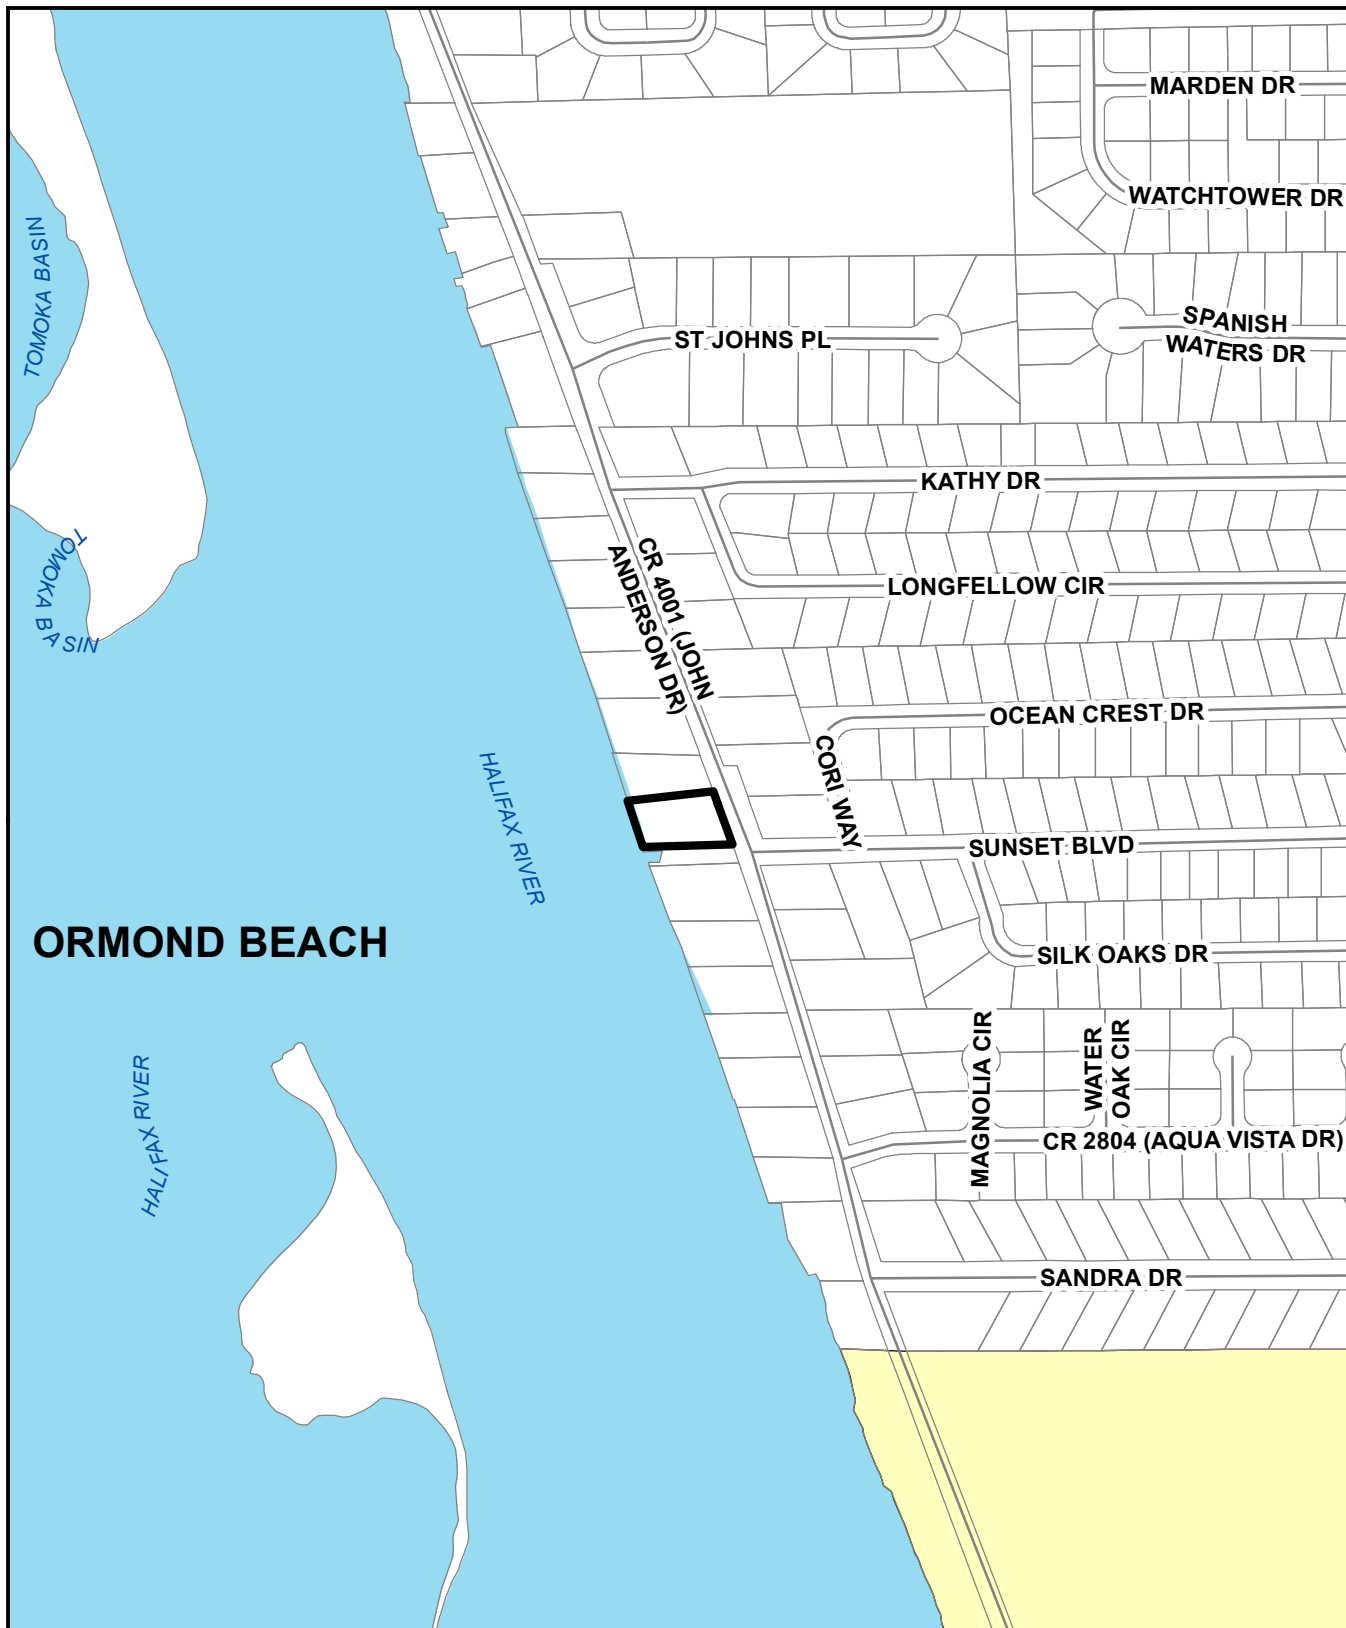 MARDEN DR
WATCHTOWER DR
TOMOKA BASIN
SPANISH
WATERS DR
ST JOHNS PL
KATHY DR
TOMOKA BASIN
CR 4001 (JOHN
ANDERSON DR)
LONGFELLOW CIR
OCEAN CREST DR
CORI WAY
HALIFAX RIVER
SUNSET BLVD
ORMOND BEACH
SILK OAKS DR
MAGNOLIA CIR
WATER
OAK CIR
HALIFAX RIVER
CR 2804 (AQUA VISTA DR)
SANDRA DR